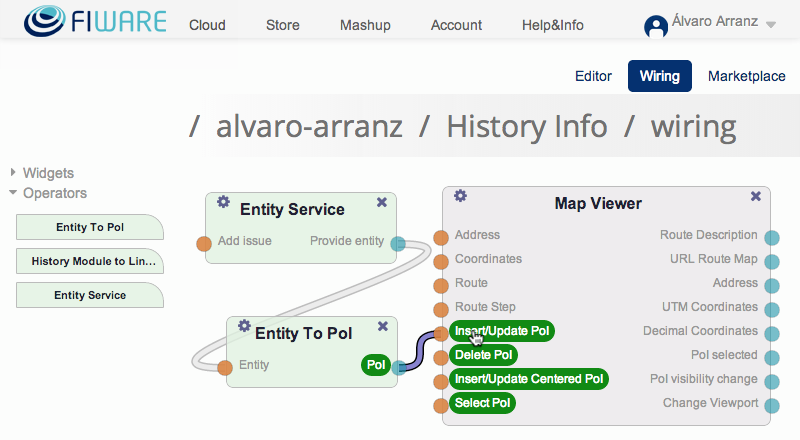 FIWARE
Cloud Store Mashup Account Help&Info Álvaro Arranz
Editor Wiring Marketplace
/ alvaro-arranz / History Info / wiring
Widgets
Operators
Entity To PoI
History Module to Lin...
Entity Service
Entity Service
Add issue Provide entity
Entity To PoI
Entity PoI
Map Viewer
Address Route Description
Coordinates URL Route Map
Route Address
Route Step UTM Coordinates
Insert/Update PoI Decimal Coordinates
Delete PoI PoI selected
Insert/Update Centered PoI PoI visibility change
Select PoI Change Viewport